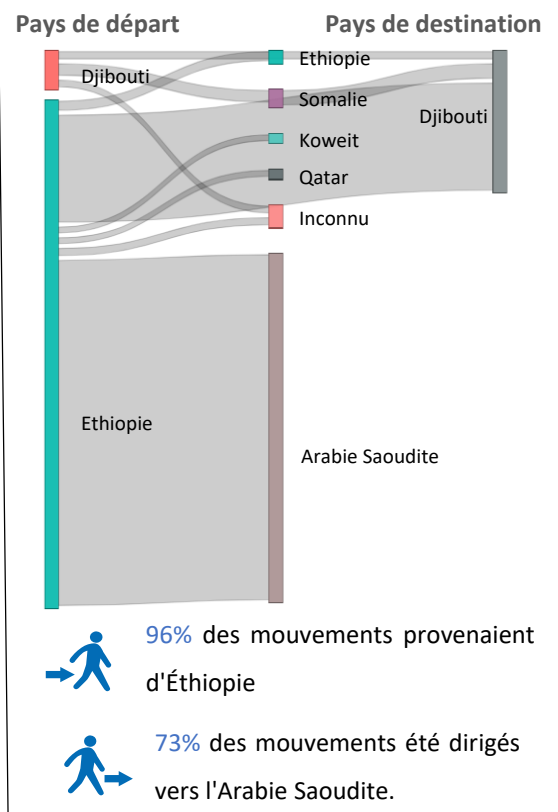 Pays de départ
Pays de destination
Djibouti
Ethiopie
Somalie
Djibouti
Koweit
Qatar
Inconnu
Ethiopie
Arabie Saoudite
96% des mouvements provenaient
d'Éthiopie
73% des mouvements été dirigés
vers l'Arabie Saoudite.